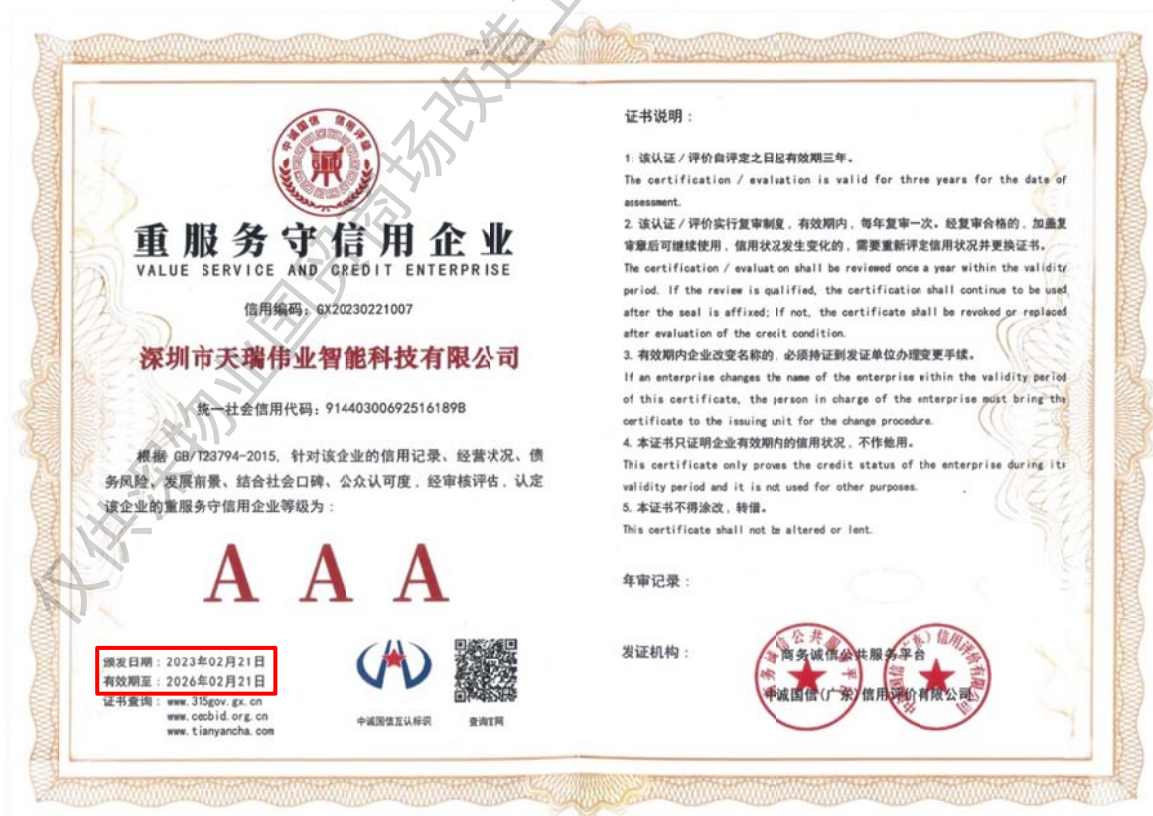 中诚国信 信用评级
誠
重服务守信用企业
VALUE SERVICE AND CREDIT ENTERPRISE
信用编码：GX20230221007
深圳市天瑞伟业智能科技有限公司
统一社会信用代码：91440300692516189B
根据 GB/T23794-2015，针对该企业的信用记录、经营状况、债
务风险、发展前景、结合社会口碑、公众认可度，经审核评估，认定
该企业的重服务守信用企业等级为：
A A A
颁发日期：2023年02月21日
有效期至：2026年02月21日
证书查询：www.315gov.gx.cn
www.cecbid.org.cn
www.tianyancha.com
中诚国信互认标识
查询官网
证书说明：
1: 该认证／评价自评定之日起有效期三年。
The certification / evaluation is valid for three years for the date of
assessment.
2. 该认证／评价实行复审制度，有效期内，每年复审一次。经复审合格的，加盖复
审章后可继续使用，信用状况发生变化的，需要重新评定信用状况并更换证书。
The certification / evaluation shall be reviewed once a year within the validity
period. If the review is qualified, the certification shall continue to be used
after the seal is affixed; If not, the certificate shall be revoked or replaced
after evaluation of the credit condition.
3. 有效期内企业改变名称的，必须持证到发证单位办理变更手续。
If an enterprise changes the name of the enterprise within the validity period
of this certificate, the person in charge of the enterprise must bring the
certificate to the issuing unit for the change procedure.
4. 本证书只证明企业有效期内的信用状况，不作他用。
This certificate only proves the credit status of the enterprise during its
validity period and it is not used for other purposes.
5. 本证书不得涂改，转借。
This certificate shall not be altered or lent.
年审记录：
发证机构：
商务诚信公共服务平台
中诚国信(广东)信用评价有限公司